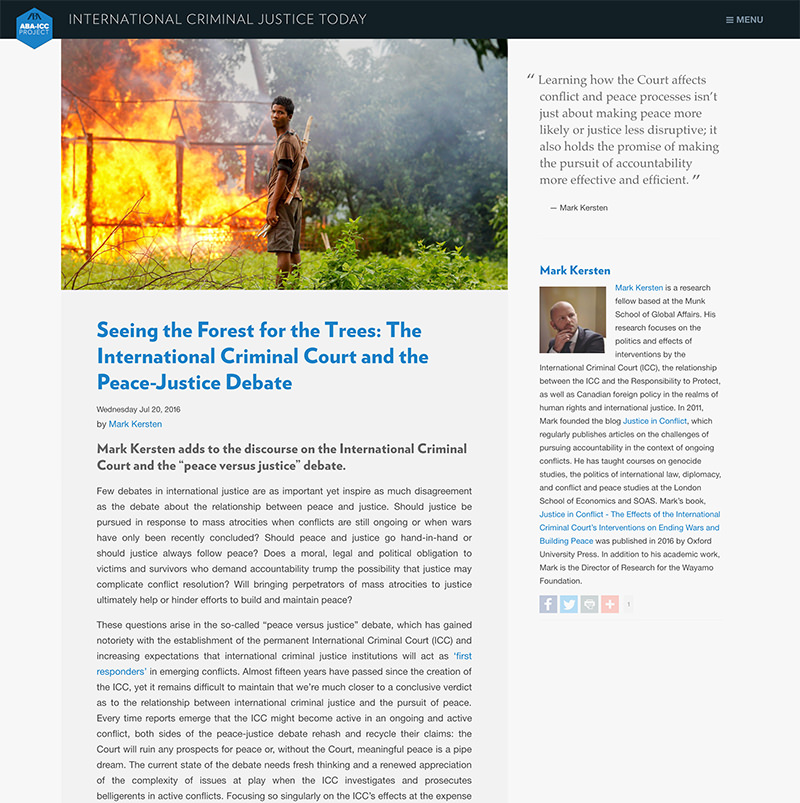 ABA-ICC
PROJECT
INTERNATIONAL CRIMINAL JUSTICE TODAY
MENU
“ Learning how the Court affects
conflict and peace processes isn’t
just about making peace more
likely or justice less disruptive; it
also holds the promise of making
the pursuit of accountability
more effective and efficient. ”
— Mark Kersten
Seeing the Forest for the Trees: The
International Criminal Court and the
Peace-Justice Debate
Wednesday Jul 20, 2016
by Mark Kersten
Mark Kersten adds to the discourse on the International Criminal
Court and the “peace versus justice” debate.
Few debates in international justice are as important yet inspire as much disagreement
as the debate about the relationship between peace and justice. Should justice be
pursued in response to mass atrocities when conflicts are still ongoing or when wars
have only been recently concluded? Should peace and justice go hand-in-hand or
should justice always follow peace? Does a moral, legal and political obligation to
victims and survivors who demand accountability trump the possibility that justice may
complicate conflict resolution? Will bringing perpetrators of mass atrocities to justice
ultimately help or hinder efforts to build and maintain peace?
These questions arise in the so-called “peace versus justice” debate, which has gained
notoriety with the establishment of the permanent International Criminal Court (ICC) and
increasing expectations that international criminal justice institutions will act as ‘first
responders’ in emerging conflicts. Almost fifteen years have passed since the creation of
the ICC, yet it remains difficult to maintain that we’re much closer to a conclusive verdict
as to the relationship between international criminal justice and the pursuit of peace.
Every time reports emerge that the ICC might become active in an ongoing and active
conflict, both sides of the peace-justice debate rehash and recycle their claims: the
Court will ruin any prospects for peace or, without the Court, meaningful peace is a pipe
dream. The current state of the debate needs fresh thinking and a renewed appreciation
of the complexity of issues at play when the ICC investigates and prosecutes
belligerents in active conflicts. Focusing so singularly on the ICC’s effects at the expense
Mark Kersten
Mark Kersten is a research
fellow based at the Munk
School of Global Affairs. His
research focuses on the
politics and effects of
interventions by the
International Criminal Court (ICC), the relationship
between the ICC and the Responsibility to Protect,
as well as Canadian foreign policy in the realms of
human rights and international justice. In 2011,
Mark founded the blog Justice in Conflict, which
regularly publishes articles on the challenges of
pursuing accountability in the context of ongoing
conflicts. He has taught courses on genocide
studies, the politics of international law, diplomacy,
and conflict and peace studies at the London
School of Economics and SOAS. Mark’s book,
Justice in Conflict - The Effects of the International
Criminal Court’s Interventions on Ending Wars and
Building Peace was published in 2016 by Oxford
University Press. In addition to his academic work,
Mark is the Director of Research for the Wayamo
Foundation.
1